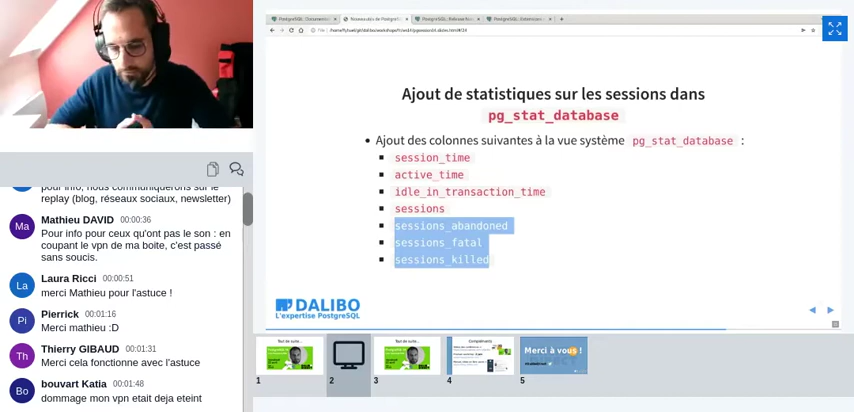 pour info, nous communiquerons sur le
replay (blog, réseaux sociaux, newsletter)
Ma
Mathieu DAVID 00:00:36
Pour info pour ceux qu'ont pas le son : en
coupant le vpn de ma boite, c'est passé
sans soucis.
La
Laura Ricci 00:00:51
merci Mathieu pour l'astuce !
Pi
Pierrick 00:01:16
Merci mathieu :D
Th
Thierry GIBAUD 00:01:31
Merci cela fonctionne avec l'astuce
Bo
bouvart Katia 00:01:48
dommage mon vpn etait deja eteint
Ajout de statistiques sur les sessions dans
pg_stat_database
• Ajout des colonnes suivantes à la vue système pg_stat_database :
▪ session_time
▪ active_time
▪ idle_in_transaction_time
▪ sessions
▪ sessions_abandoned
▪ sessions_fatal
▪ sessions_killed
DALIBO
L'expertise PostgreSQL
Merci à vous !
1
2
3
4
5